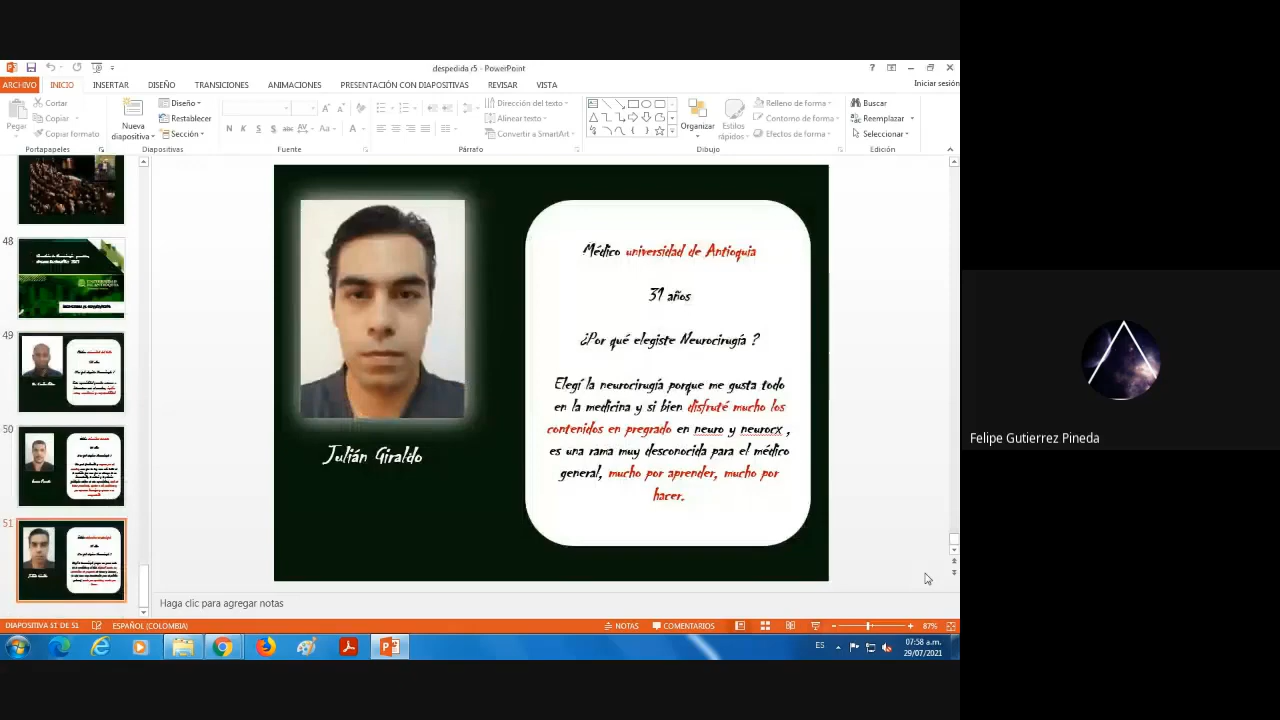 despedida r5 - PowerPoint
Iniciar sesión
ARCHIVO INICIO INSERTAR DISEÑO TRANSICIONES ANIMACIONES PRESENTACIÓN CON DIAPOSITIVAS REVISAR VISTA
Pegar
Cortar
Copiar
Copiar formato
Portapapeles
Nueva diapositiva
Diseño
Restablecer
Sección
Diapositivas
N K S S abc AV Aa A
Fuente
Dirección del texto
Alinear texto
Convertir a SmartArt
Párrafo
Organizar
Estilos rápidos
Relleno de forma
Contorno de forma
Efectos de forma
Dibujo
Buscar
Reemplazar
Seleccionar
Edición
48
49
50
51
Julián Giraldo
Médico universidad de Antioquia
31 años
¿Por qué elegiste Neurocirugía ?
Elegí la neurocirugía porque me gusta todo
en la medicina y si bien disfruté mucho los
contenidos en pregrado en neuro y neurocx ,
es una rama muy desconocida para el médico
general, mucho por aprender, mucho por
hacer.
Haga clic para agregar notas
DIAPOSITIVA 51 DE 51 ESPAÑOL (COLOMBIA) NOTAS COMENTARIOS 87%
ES
07:58 a.m.
29/07/2021
Felipe Gutierrez Pineda